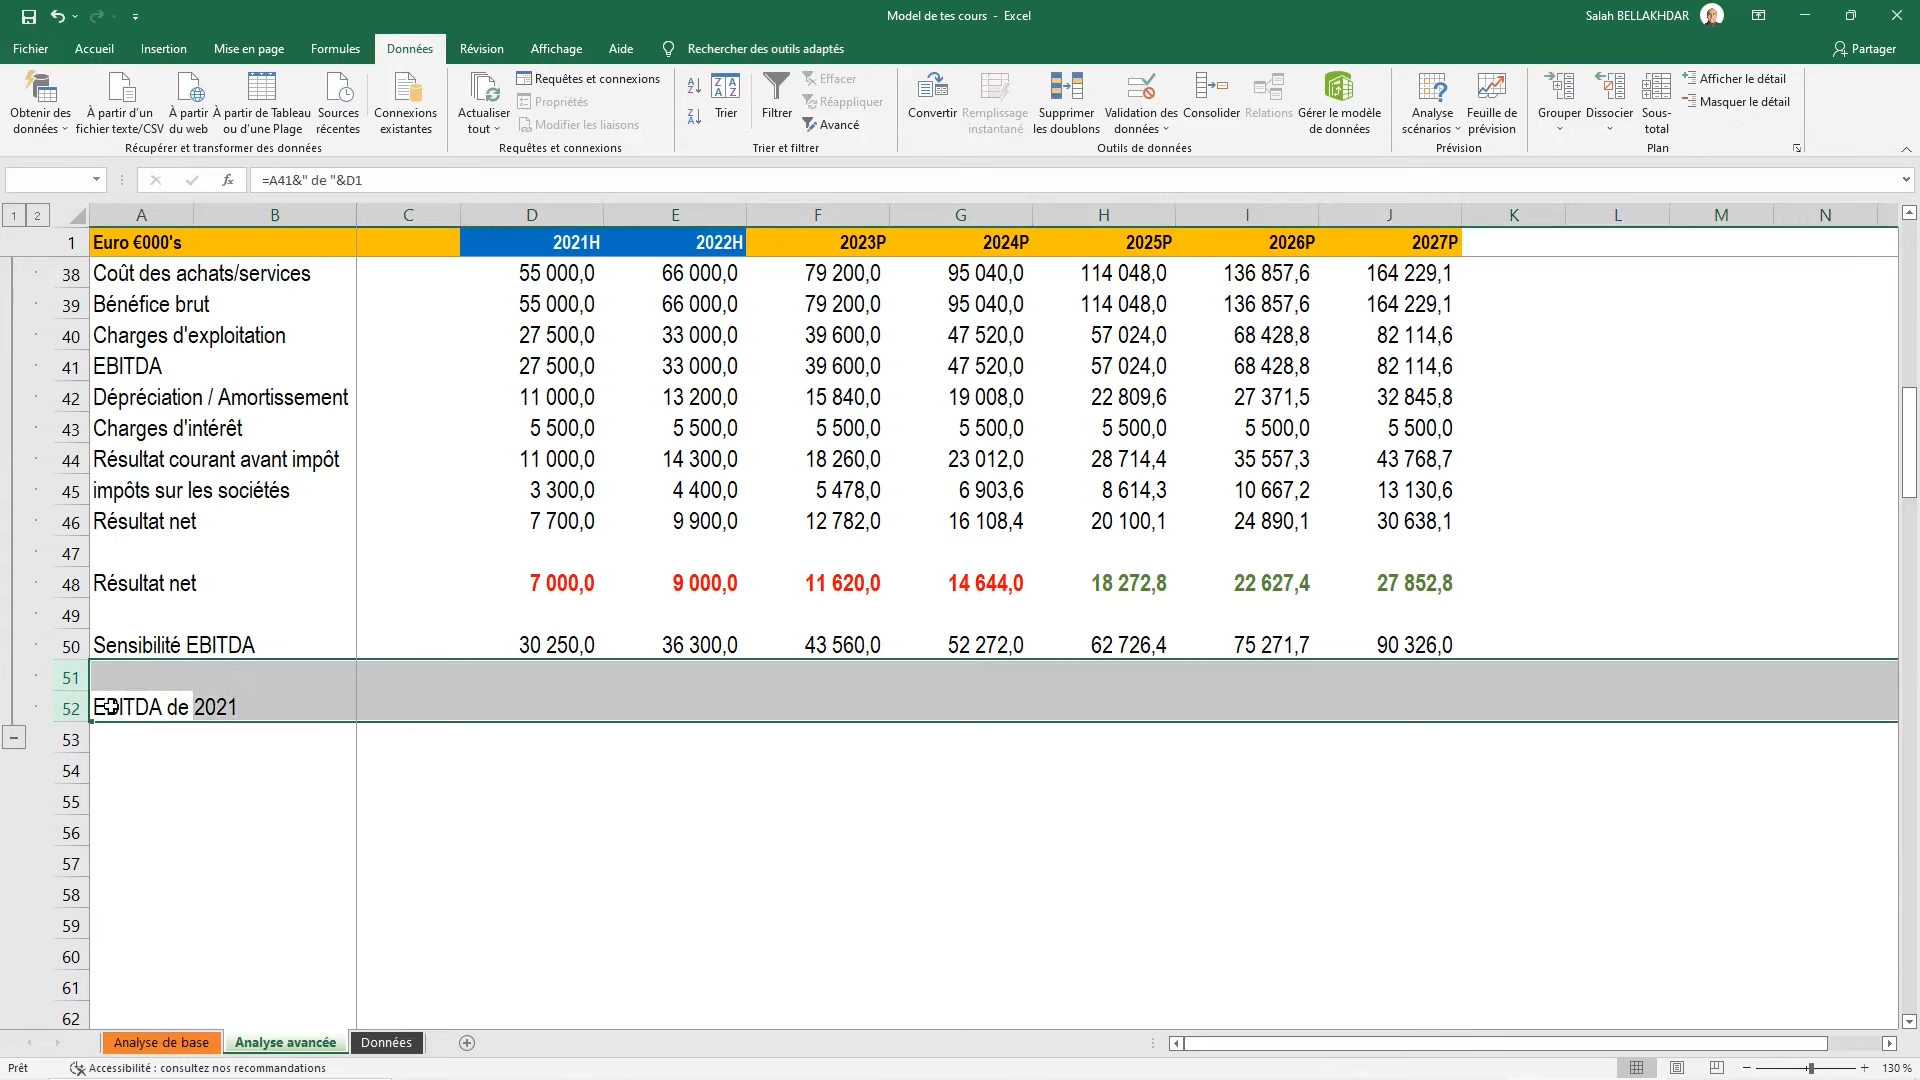 Model de tes cours - Excel
Salah BELLAKHDAR
Fichier Accueil Insertion Mise en page Formules Données Révision Affichage Aide Rechercher des outils adaptés Partager
Obtenir des données
À partir d'un fichier texte/CSV
À partir du web
À partir de Tableau ou d'une Plage
Sources récentes
Connexions existantes
Récupérer et transformer des données
Actualiser tout
Requêtes et connexions
Propriétés
Modifier les liaisons
Requêtes et connexions
Trier
Filtrer
Effacer
Réappliquer
Avancé
Trier et filtrer
Convertir
Remplissage instantané
Supprimer les doublons
Validation des données
Consolider
Relations
Gérer le modèle de données
Outils de données
Analyse scénarios
Feuille de prévision
Prévision
Grouper
Dissocier
Sous-total
Afficher le détail
Masquer le détail
Plan
fx =A41&" de "&D1
1 2 A B C D E F G H I J K L M N
1 Euro €000's 2021H 2022H 2023P 2024P 2025P 2026P 2027P
38 Coût des achats/services 55 000,0 66 000,0 79 200,0 95 040,0 114 048,0 136 857,6 164 229,1
39 Bénéfice brut 55 000,0 66 000,0 79 200,0 95 040,0 114 048,0 136 857,6 164 229,1
40 Charges d'exploitation 27 500,0 33 000,0 39 600,0 47 520,0 57 024,0 68 428,8 82 114,6
41 EBITDA 27 500,0 33 000,0 39 600,0 47 520,0 57 024,0 68 428,8 82 114,6
42 Dépréciation / Amortissement 11 000,0 13 200,0 15 840,0 19 008,0 22 809,6 27 371,5 32 845,8
43 Charges d'intérêt 5 500,0 5 500,0 5 500,0 5 500,0 5 500,0 5 500,0 5 500,0
44 Résultat courant avant impôt 11 000,0 14 300,0 18 260,0 23 012,0 28 714,4 35 557,3 43 768,7
45 impôts sur les sociétés 3 300,0 4 400,0 5 478,0 6 903,6 8 614,3 10 667,2 13 130,6
46 Résultat net 7 700,0 9 900,0 12 782,0 16 108,4 20 100,1 24 890,1 30 638,1
47
48 Résultat net 7 000,0 9 000,0 11 620,0 14 644,0 18 272,8 22 627,4 27 852,8
49
50 Sensibilité EBITDA 30 250,0 36 300,0 43 560,0 52 272,0 62 726,4 75 271,7 90 326,0
51
52 EBITDA de 2021
53
54
55
56
57
58
59
60
61
62
Analyse de base Analyse avancée Données
Prêt Accessibilité : consultez nos recommandations 130 %